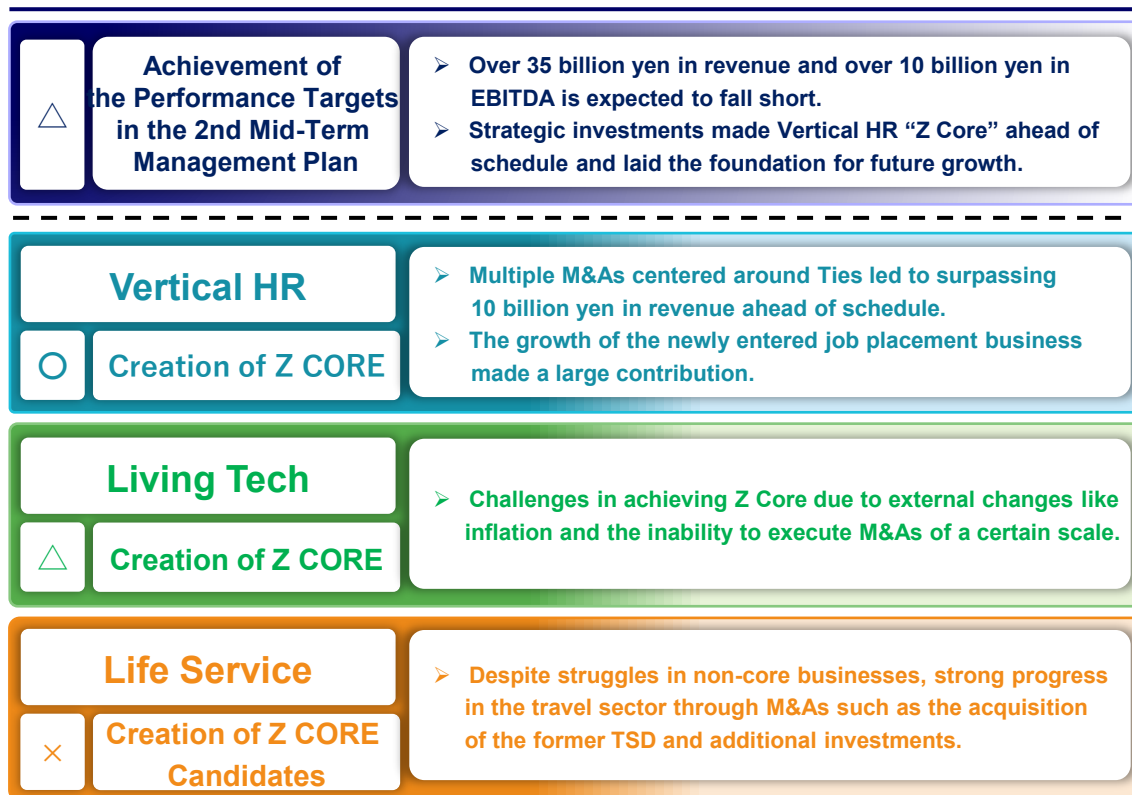 △
Achievement of
the Performance Targets
in the 2nd Mid-Term
Management Plan
➢ Over 35 billion yen in revenue and over 10 billion yen in
EBITDA is expected to fall short.
➢ Strategic investments made Vertical HR “Z Core” ahead of
schedule and laid the foundation for future growth.
Vertical HR
○
Creation of Z CORE
➢ Multiple M&As centered around Ties led to surpassing
10 billion yen in revenue ahead of schedule.
➢ The growth of the newly entered job placement business
made a large contribution.
Living Tech
△
Creation of Z CORE
➢ Challenges in achieving Z Core due to external changes like
inflation and the inability to execute M&As of a certain scale.
Life Service
×
Creation of Z CORE
Candidates
➢ Despite struggles in non-core businesses, strong progress
in the travel sector through M&As such as the acquisition
of the former TSD and additional investments.